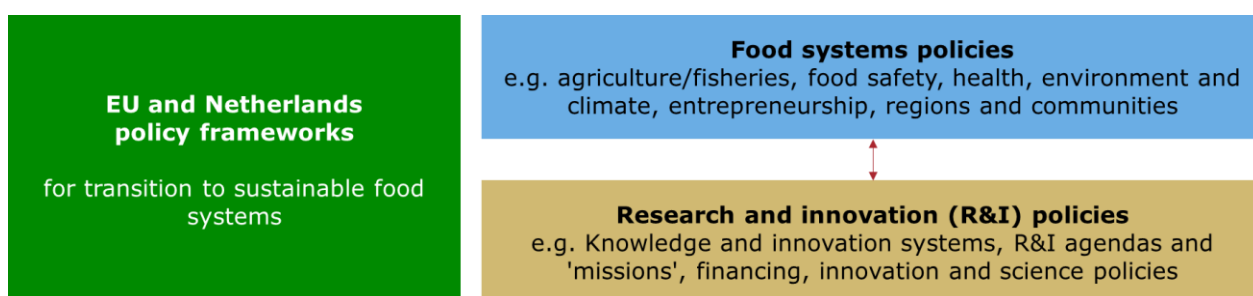 EU and Netherlands
policy frameworks
for transition to sustainable food
systems
Food systems policies
e.g. agriculture/fisheries, food safety, health, environment and
climate, entrepreneurship, regions and communities
Research and innovation (R&I) policies
e.g. Knowledge and innovation systems, R&I agendas and
'missions', financing, innovation and science policies